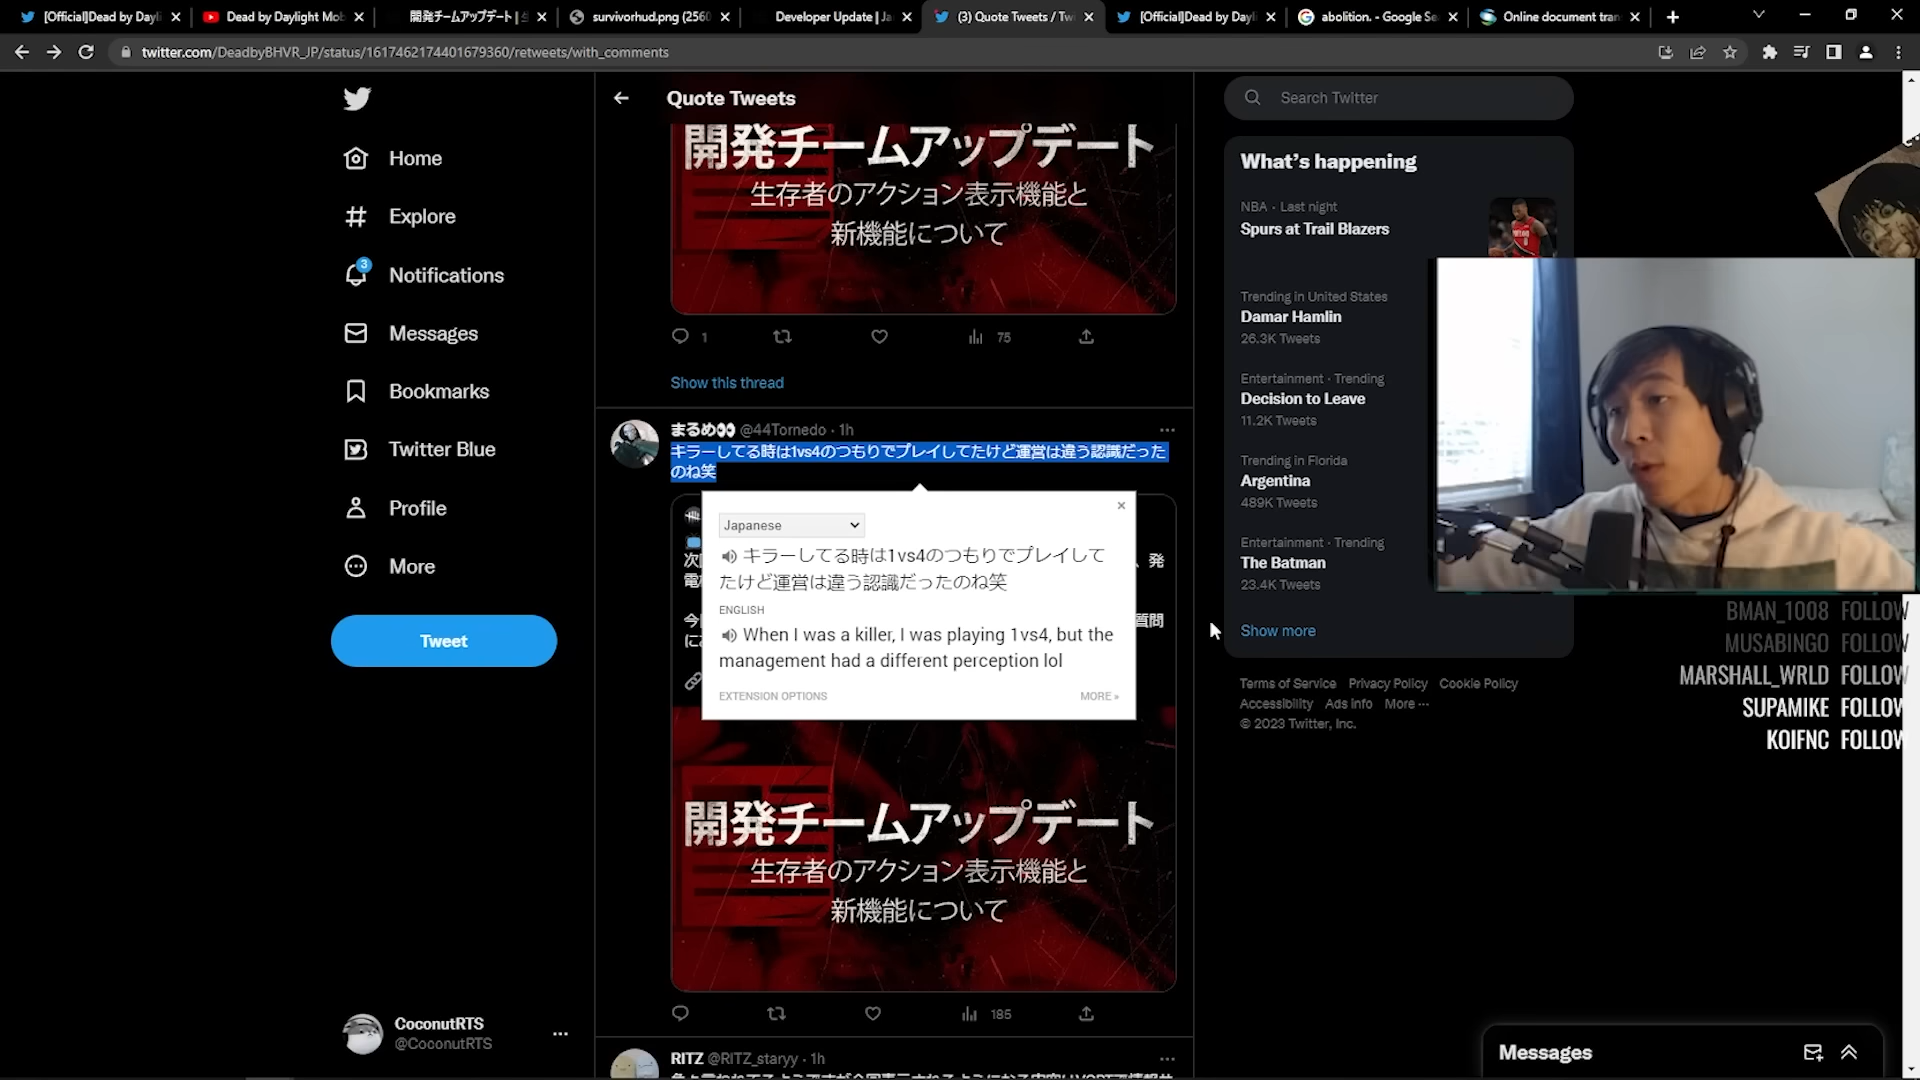 [Official]Dead by Dayli
Dead by Daylight Mob
開発チームアップデート | 生
survivorhud.png (2560
Developer Update | Ja
(3) Quote Tweets / Tw
[Official]Dead by Dayli
abolition. - Google Se
Online document tran
twitter.com/DeadbyBHVR_JP/status/1617462174401679360/retweets/with_comments
Home
Explore
3
Notifications
Messages
Bookmarks
Twitter Blue
Profile
More
Tweet
CoconutRTS
@CoconutRTS
Quote Tweets
開発チームアップデート
生存者のアクション表示機能と
新機能について
1
75
Show this thread
まるめ👀 @44Tornedo · 1h
キラーしてる時は1vs4のつもりでプレイしてたけど運営は違う認識だった
のね笑
Japanese
キラーしてる時は1vs4のつもりでプレイして
たけど運営は違う認識だったのね笑
ENGLISH
When I was a killer, I was playing 1vs4, but the
management had a different perception lol
EXTENSION OPTIONS
MORE »
次
、発
電
今
質問
に
開発チームアップデート
生存者のアクション表示機能と
新機能について
185
RITZ @RITZ_staryy · 1h
Search Twitter
What's happening
NBA · Last night
Spurs at Trail Blazers
Trending in United States
Damar Hamlin
26.3K Tweets
Entertainment · Trending
Decision to Leave
11.2K Tweets
Trending in Florida
Argentina
489K Tweets
Entertainment · Trending
The Batman
23.4K Tweets
Show more
Terms of Service Privacy Policy Cookie Policy
Accessibility Ads info More ···
© 2023 Twitter, Inc.
BMAN_1008 FOLLOW
MUSABINGO FOLLOW
MARSHALL_WRLD FOLLOW
SUPAMIKE FOLLOW
KOIFNC FOLLOW
Messages